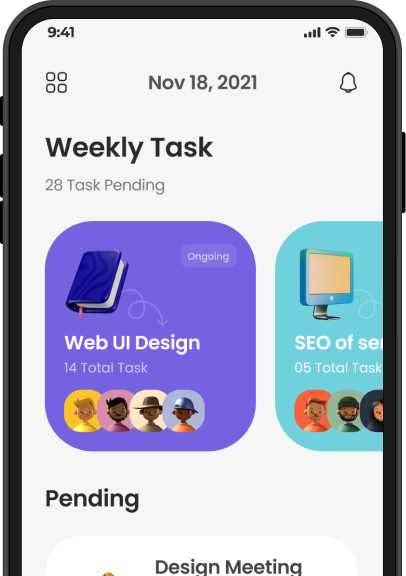 9:41
Nov 18, 2021
Weekly Task
28 Task Pending
Ongoing
Web UI Design
14 Total Task
SEO of
05 Total Task
Pending
Design Meeting